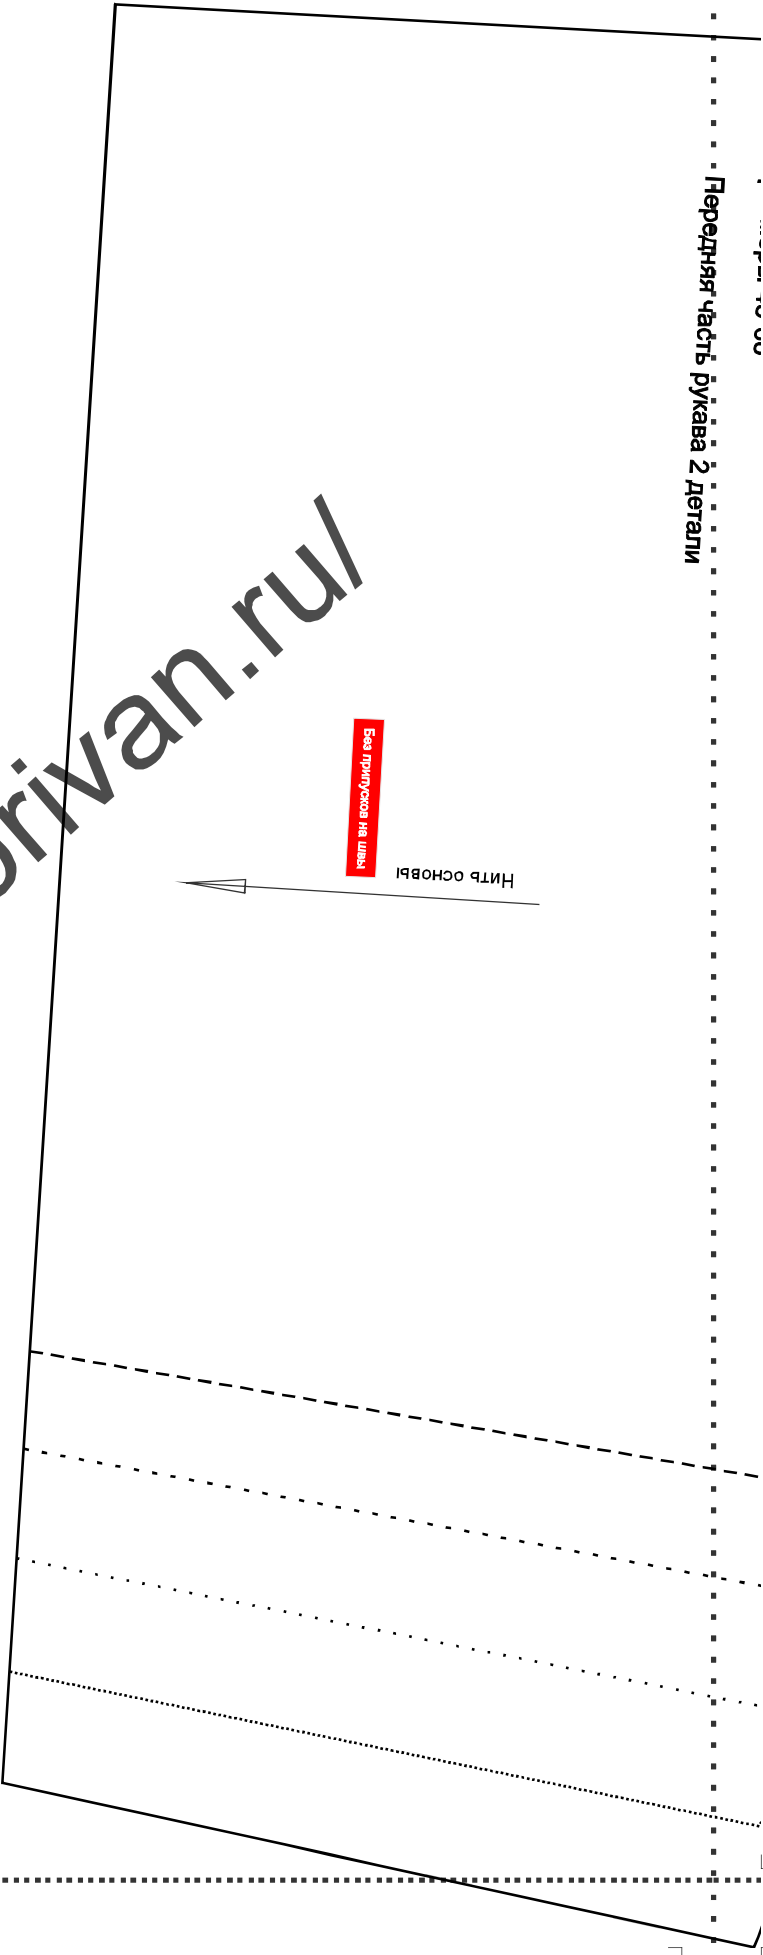 Передняя часть рукава 2 детали
Без припусков на швы
Нить основы
rivan.ru/